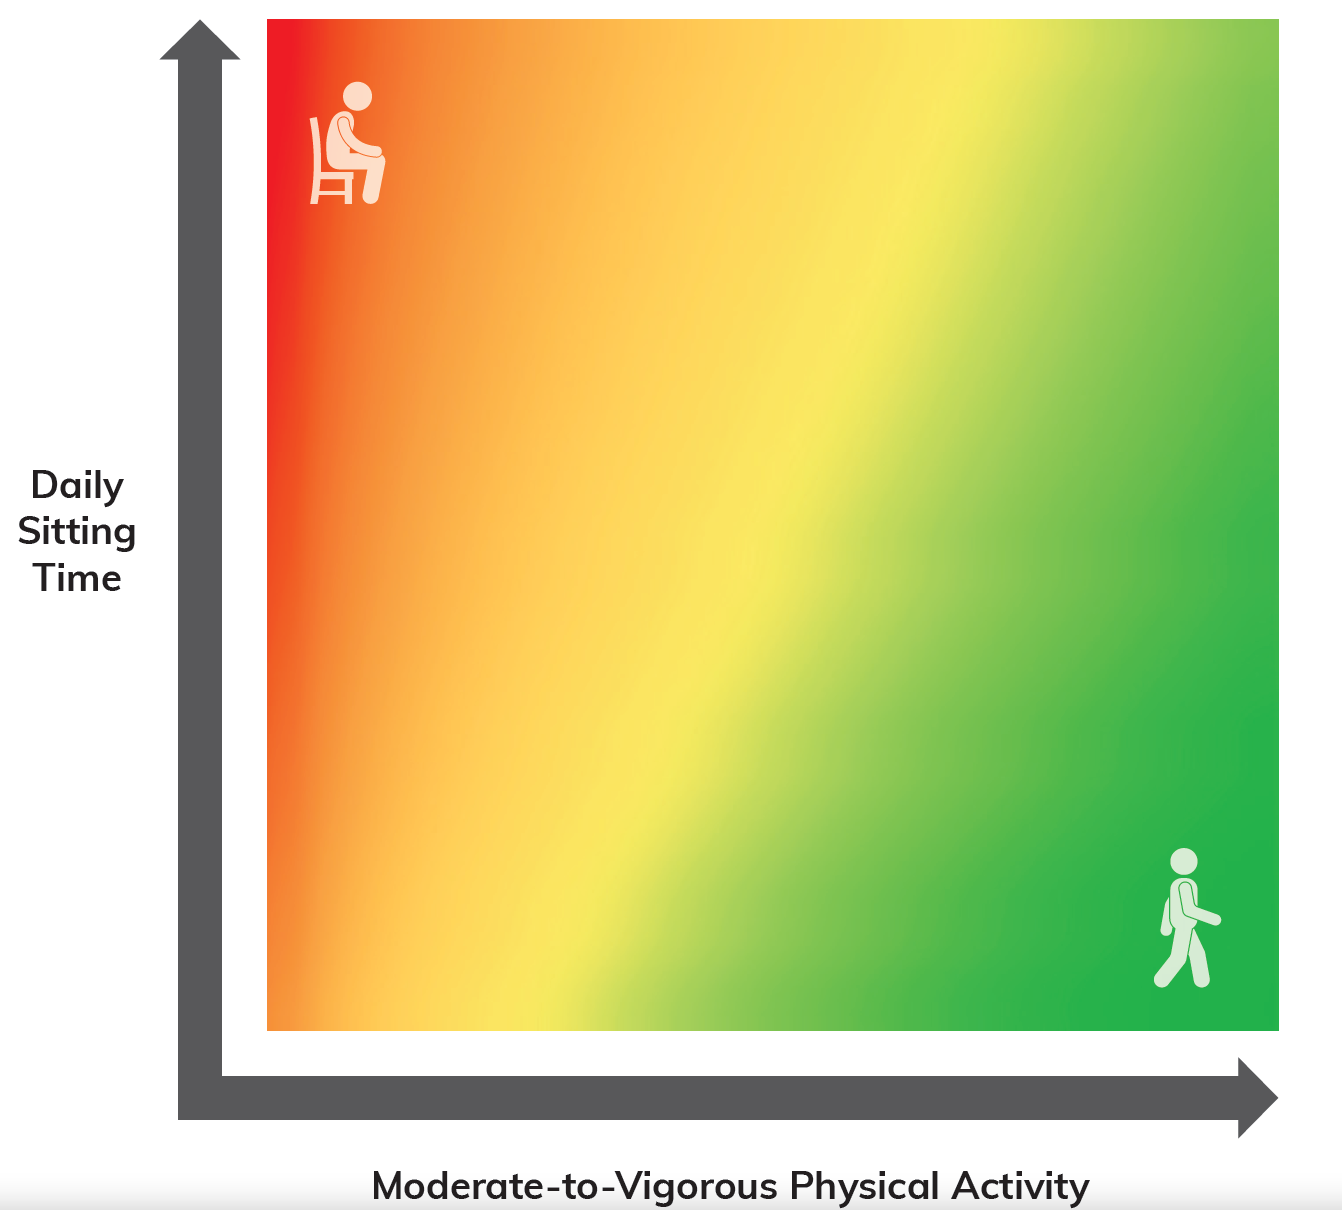 Daily
Sitting
Time
Moderate-to-Vigorous Physical Activity